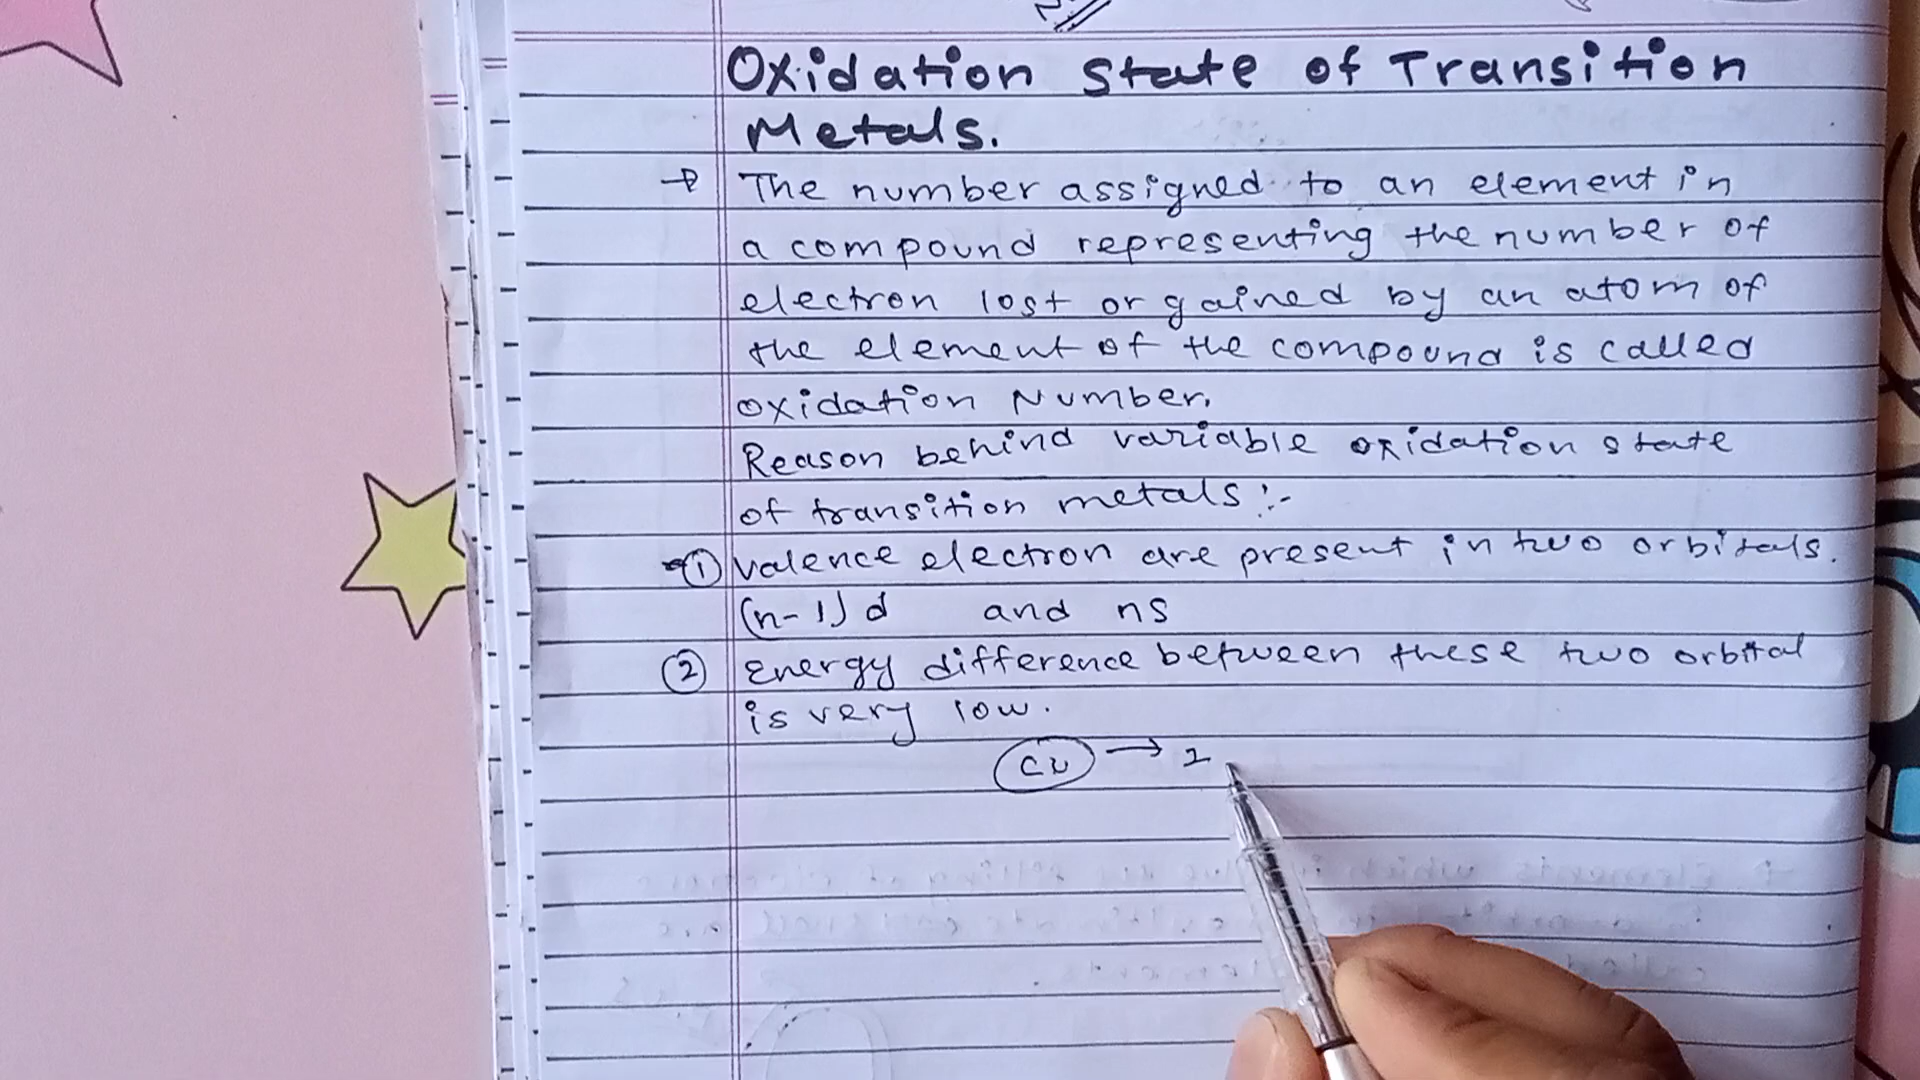 Oxidation State of Transition
Metals.
→ The number assigned to an element in
a compound representing the number of
electron lost or gained by an atom of
the element of the compound is called
oxidation Number.
Reason behind variable oxidation state
of transition metals :-
① Valence electron are present in two orbitals.
(n-1) d and ns
② Energy difference between these two orbital
is very low.
Cu → 2